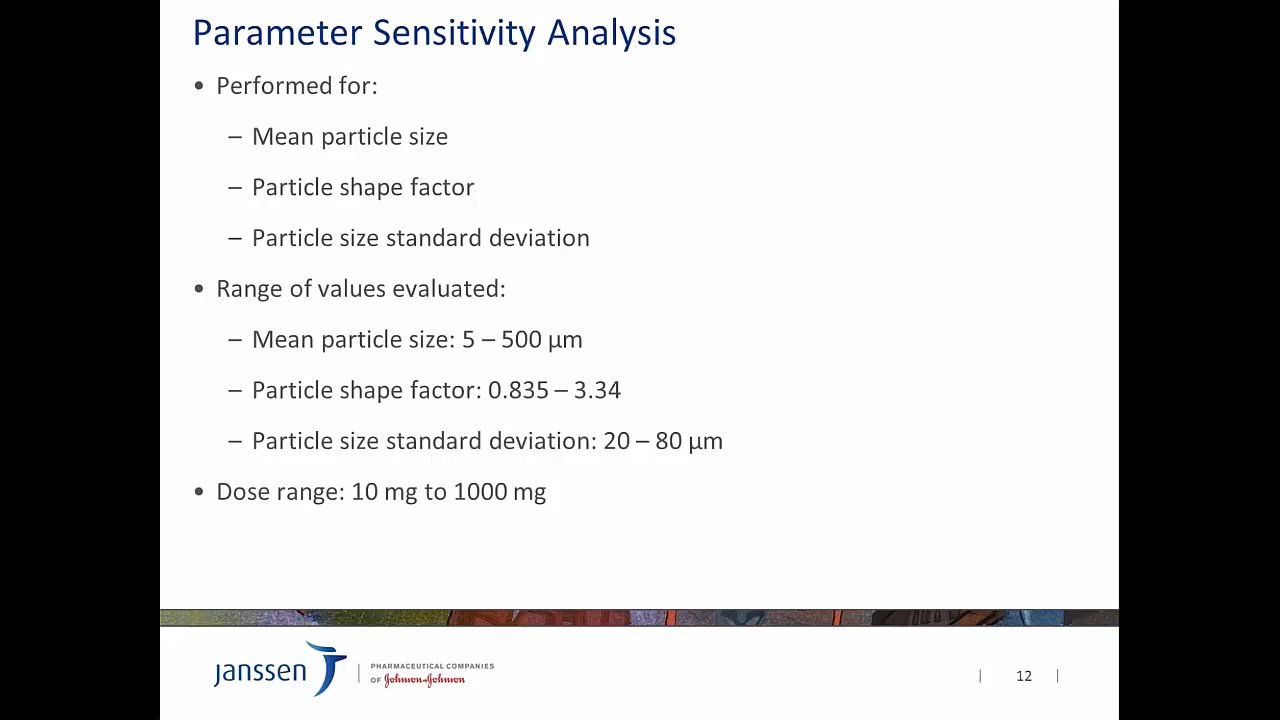 Parameter Sensitivity Analysis
• Performed for:
– Mean particle size
– Particle shape factor
– Particle size standard deviation
• Range of values evaluated:
– Mean particle size: 5 – 500 µm
– Particle shape factor: 0.835 – 3.34
– Particle size standard deviation: 20 – 80 µm
• Dose range: 10 mg to 1000 mg
janssen
PHARMACEUTICAL COMPANIES
OF Johnson & Johnson
| 12 |